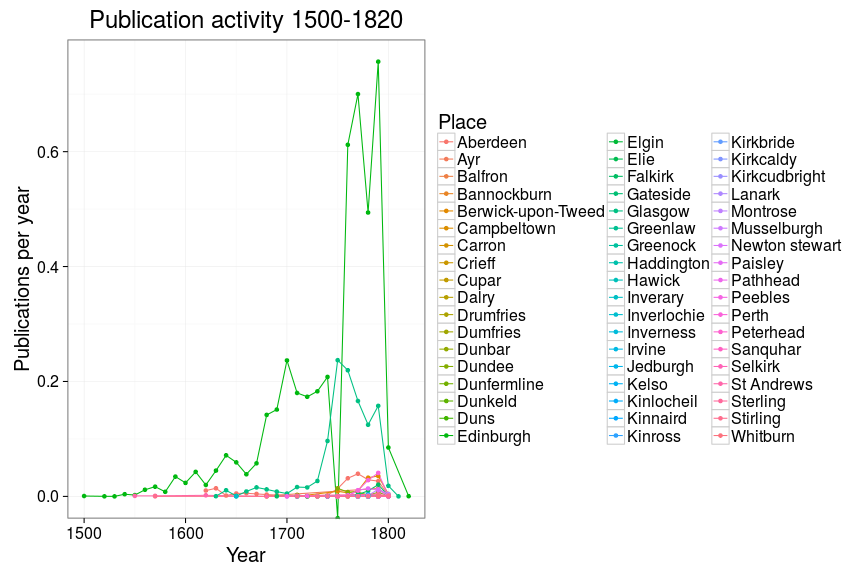 Publication activity 1500-1820
Publications per year
0.6
0.4
0.2
0.0
1500 1600 1700 1800
Year
Place
Aberdeen
Ayr
Balfron
Bannockburn
Berwick-upon-Tweed
Campbeltown
Carron
Crieff
Cupar
Dalry
Drumfries
Dumfries
Dunbar
Dundee
Dunfermline
Dunkeld
Duns
Edinburgh
Elgin
Elie
Falkirk
Gateside
Glasgow
Greenlaw
Greenock
Haddington
Hawick
Inverary
Inverlochie
Inverness
Irvine
Jedburgh
Kelso
Kinlocheil
Kinnaird
Kinross
Kirkbride
Kirkcaldy
Kirkcudbright
Lanark
Montrose
Musselburgh
Newton stewart
Paisley
Pathhead
Peebles
Perth
Peterhead
Sanquhar
Selkirk
St Andrews
Sterling
Stirling
Whitburn